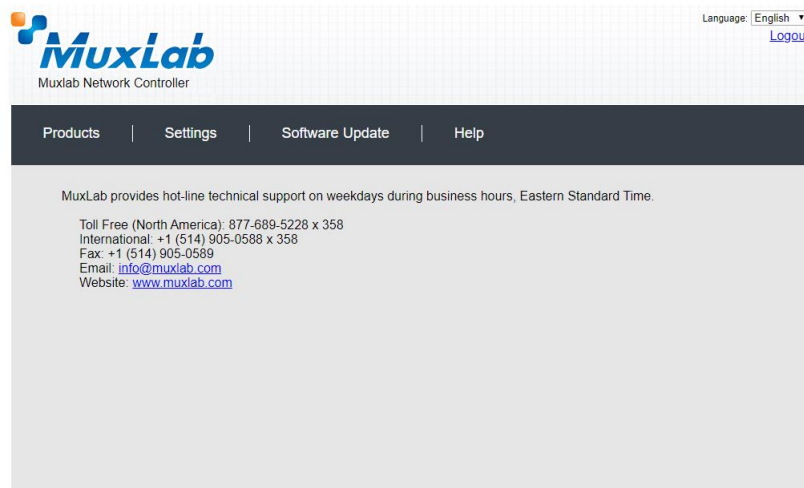 Language: English
Logou
MuxLab
Muxlab Network Controller
Products | Settings | Software Update | Help
MuxLab provides hot-line technical support on weekdays during business hours, Eastern Standard Time.
Toll Free (North America): 877-689-5228 x 358
International: +1 (514) 905-0588 x 358
Fax: +1 (514) 905-0589
Email: info@muxlab.com
Website: www.muxlab.com